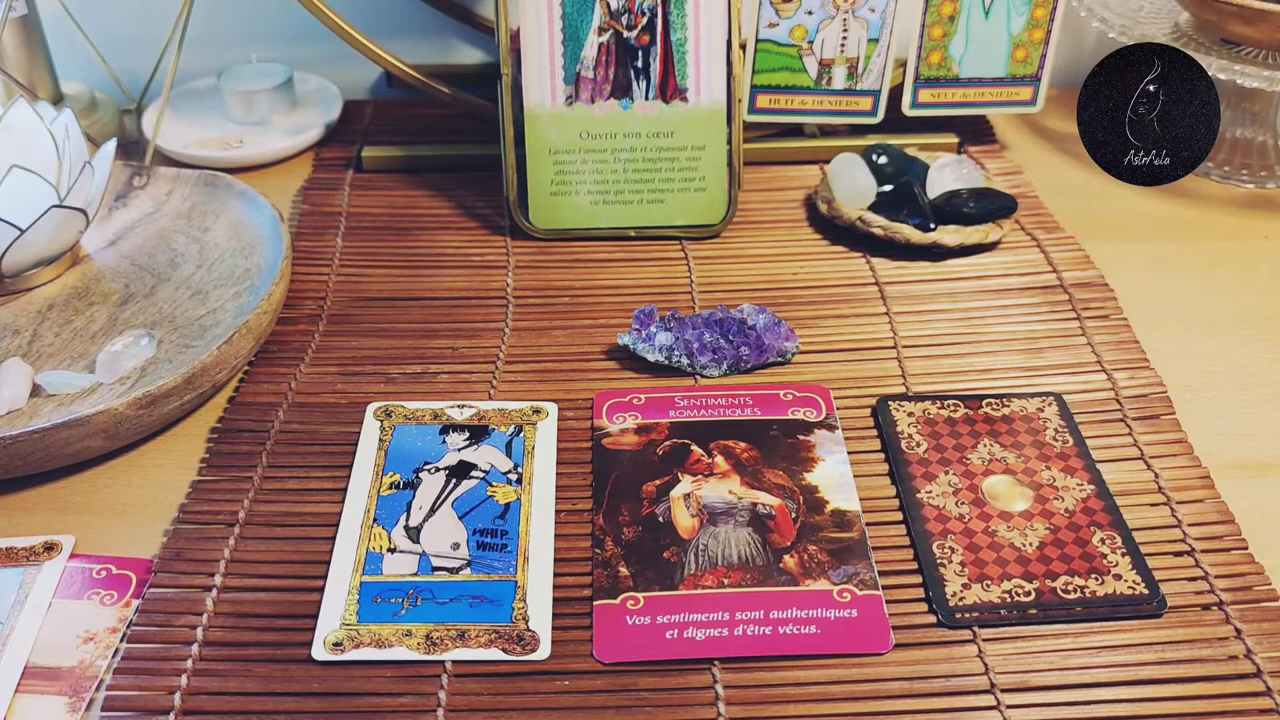 Ouvrir son cœur
Laissez l'amour grandir et s'épanouir tout
autour de vous. Depuis longtemps, vous
attendez cela ; or, le moment est arrivé.
Faites vos choix en écoutant votre cœur et
suivez le chemin qui vous mènera vers une
vie heureuse et saine.
HUIT de DENIERS
NEUF de DENIERS
AstrAela
SENTIMENTS
ROMANTIQUES
WHIP...
WHIP..
Vos sentiments sont authentiques
et dignes d'être vécus.